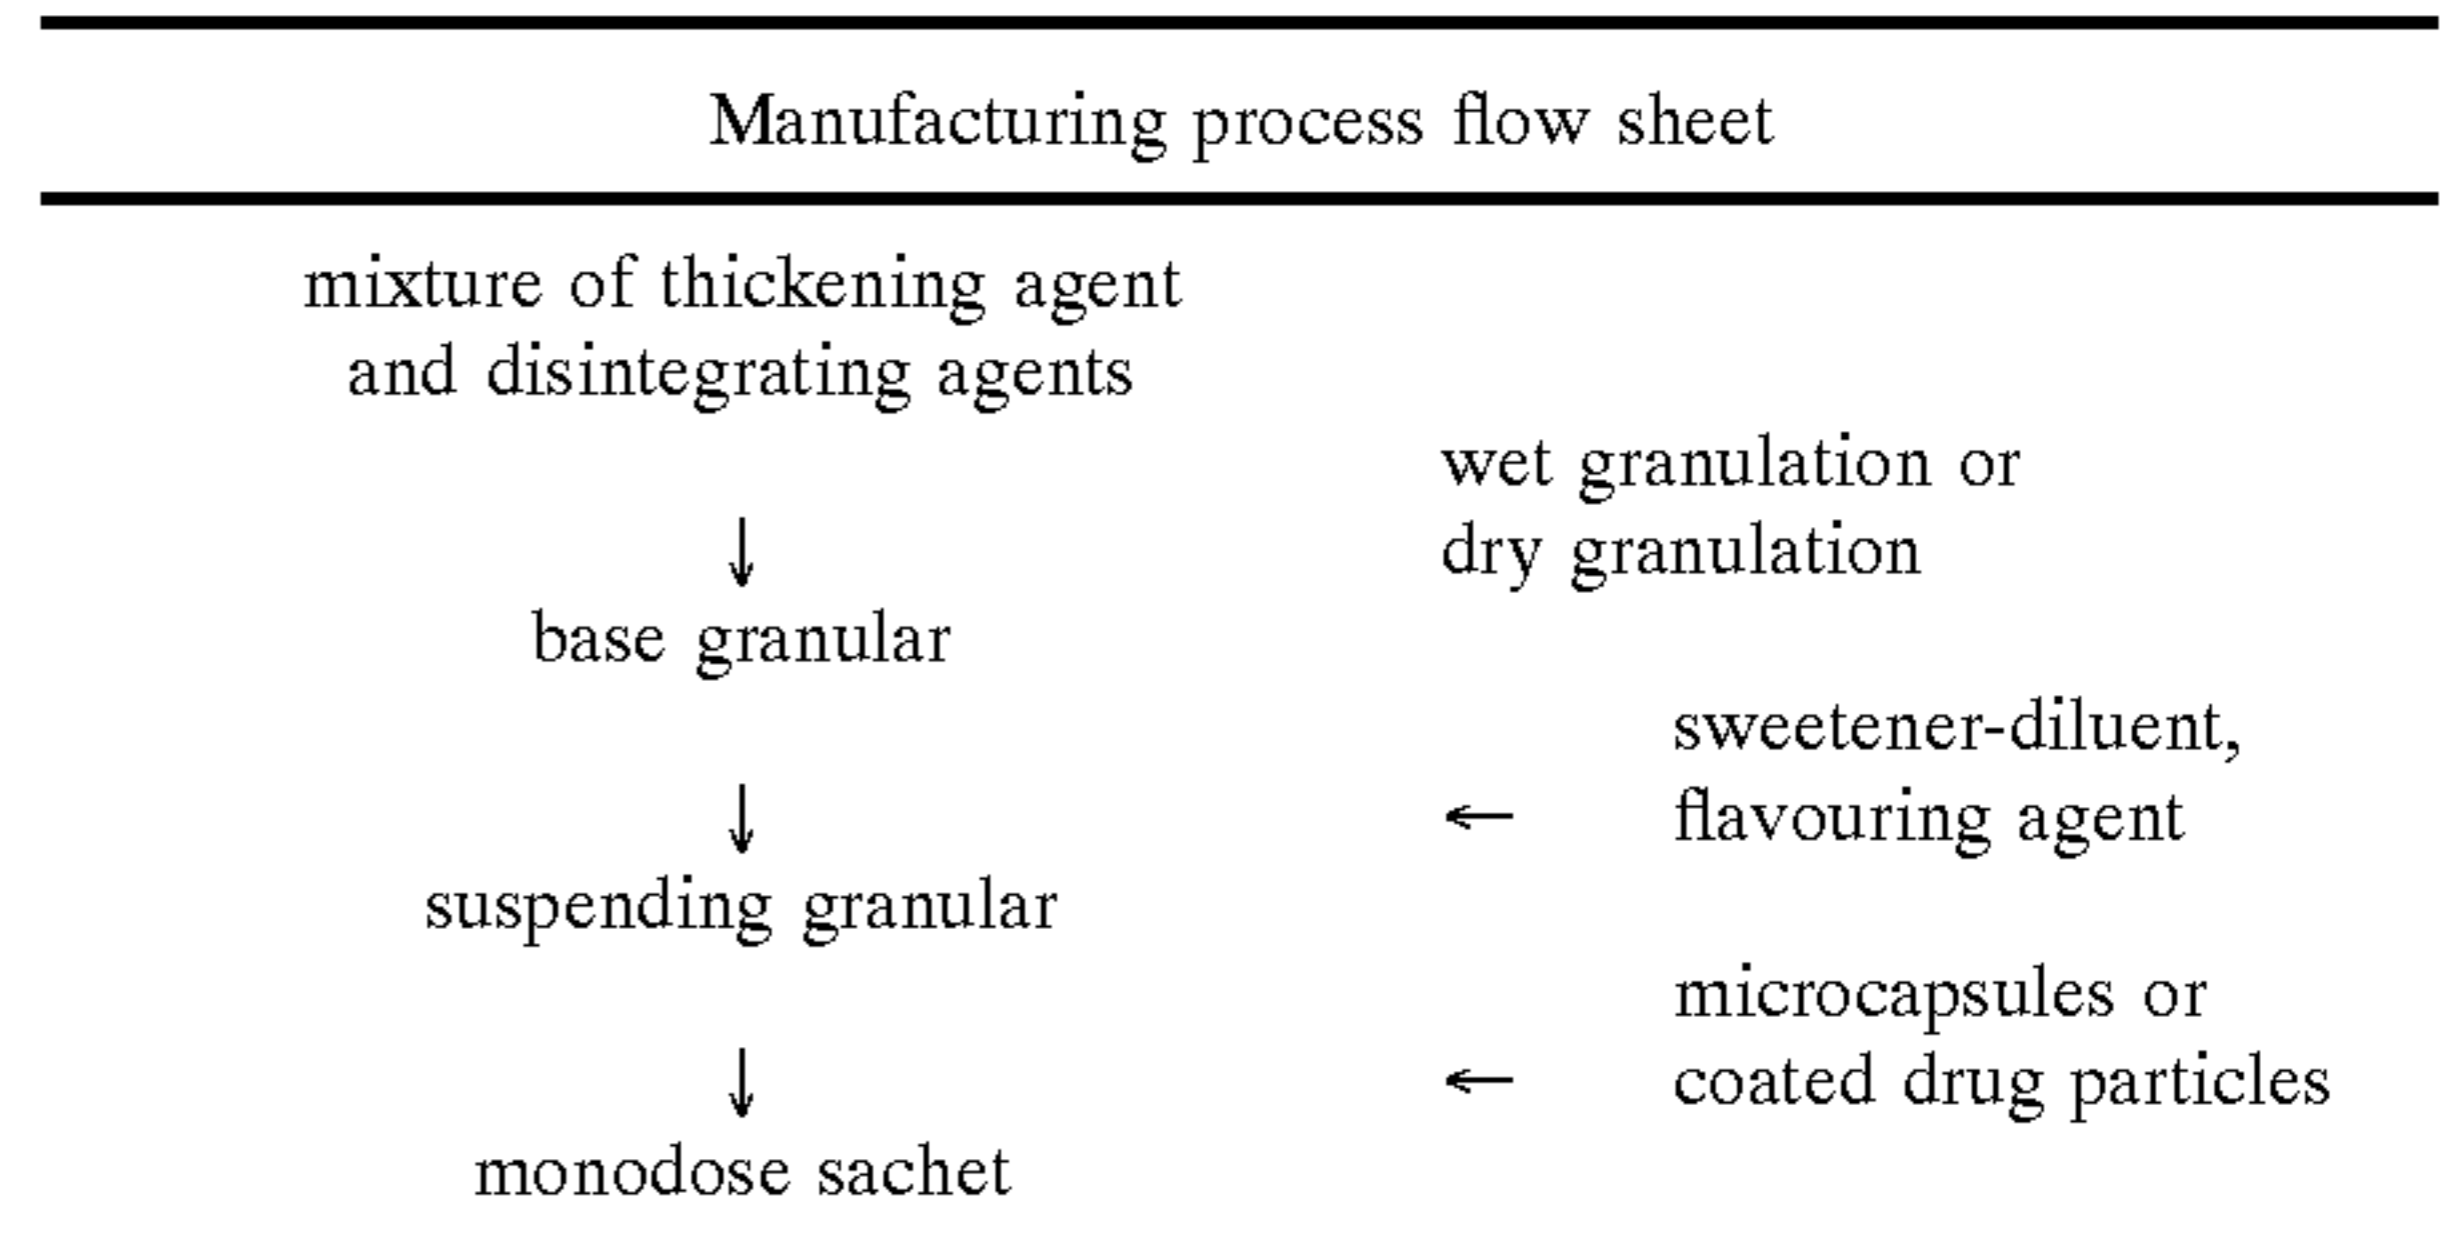 Manufacturing process flow sheet
mixture of thickening agent
and disintegrating agents
wet granulation or
dry granulation
↓
base granular
sweetener-diluent,
↓ ← flavouring agent
suspending granular
microcapsules or
↓ ← coated drug particles
monodose sachet